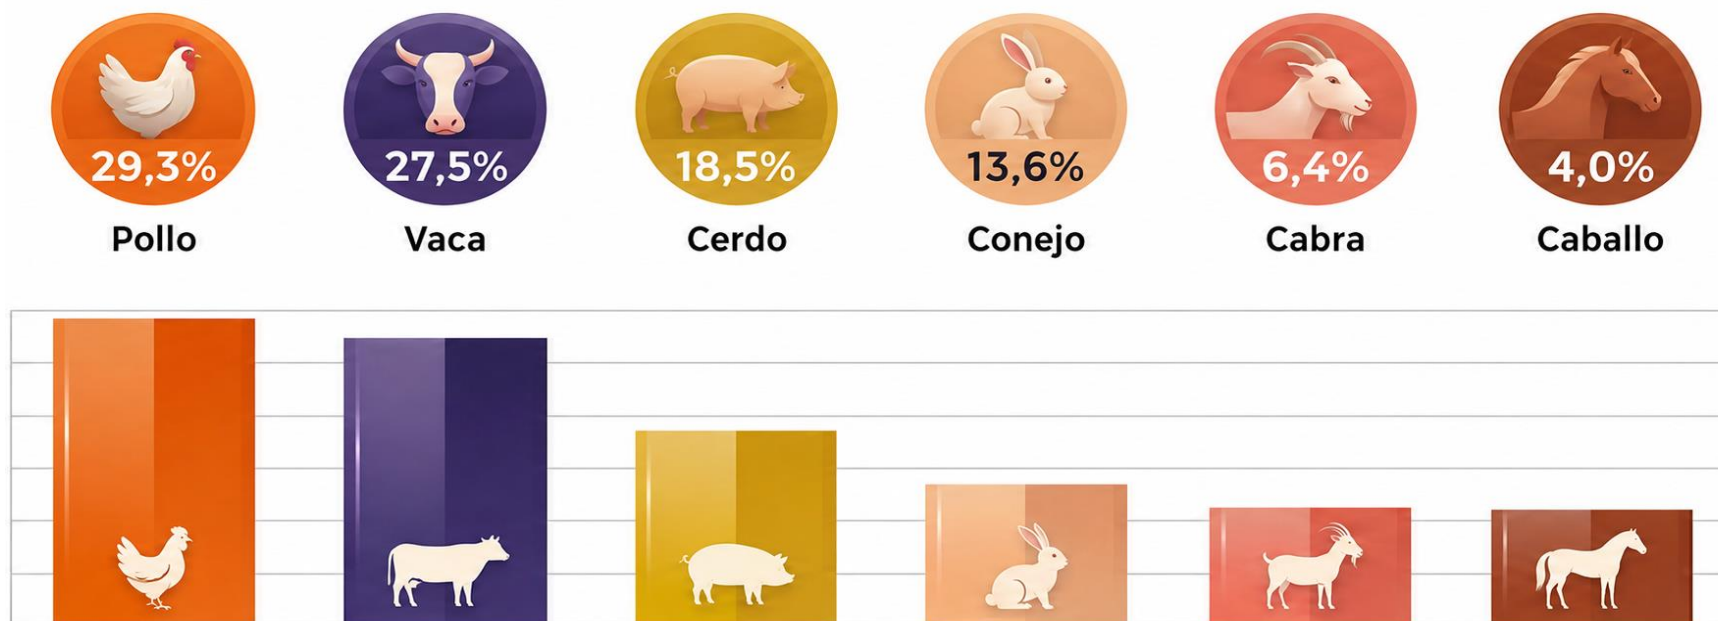 29,3% 27,5% 18,5% 13,6% 6,4% 4,0%
Pollo Vaca Cerdo Conejo Cabra Caballo